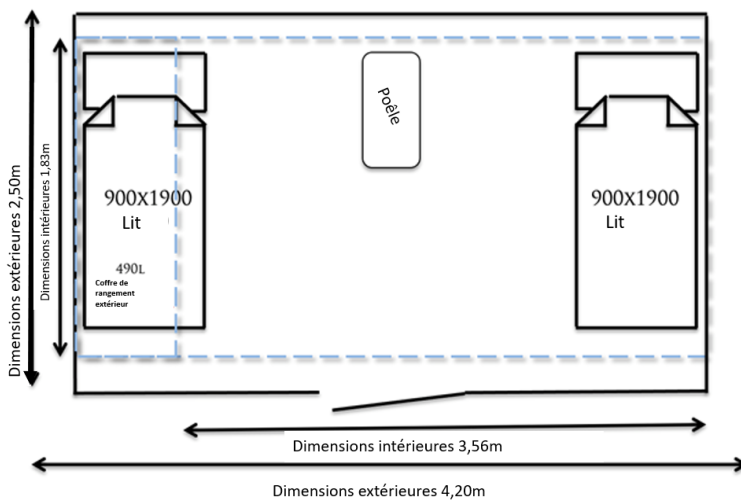 Dimensions extérieures 2,50m
Dimensions intérieures 1,83m
Poêle
900X1900
Lit
490L
Coffre de
rangement
extérieur
900X1900
Lit
Dimensions intérieures 3,56m
Dimensions extérieures 4,20m